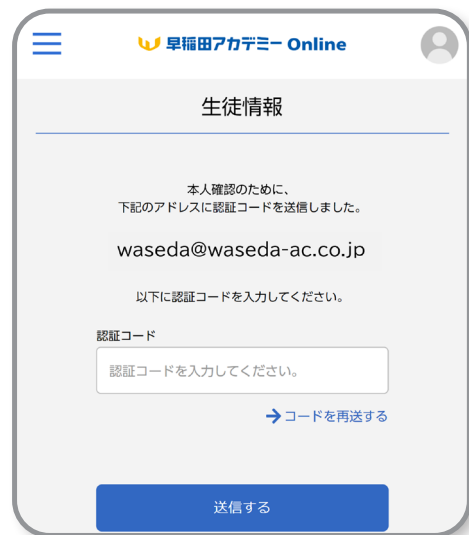 早稲田アカデミー Online
生徒情報
本人確認のために、
下記のアドレスに認証コードを送信しました。
waseda@waseda-ac.co.jp
以下に認証コードを入力してください。
認証コード
認証コードを入力してください。
→コードを再送する
送信する